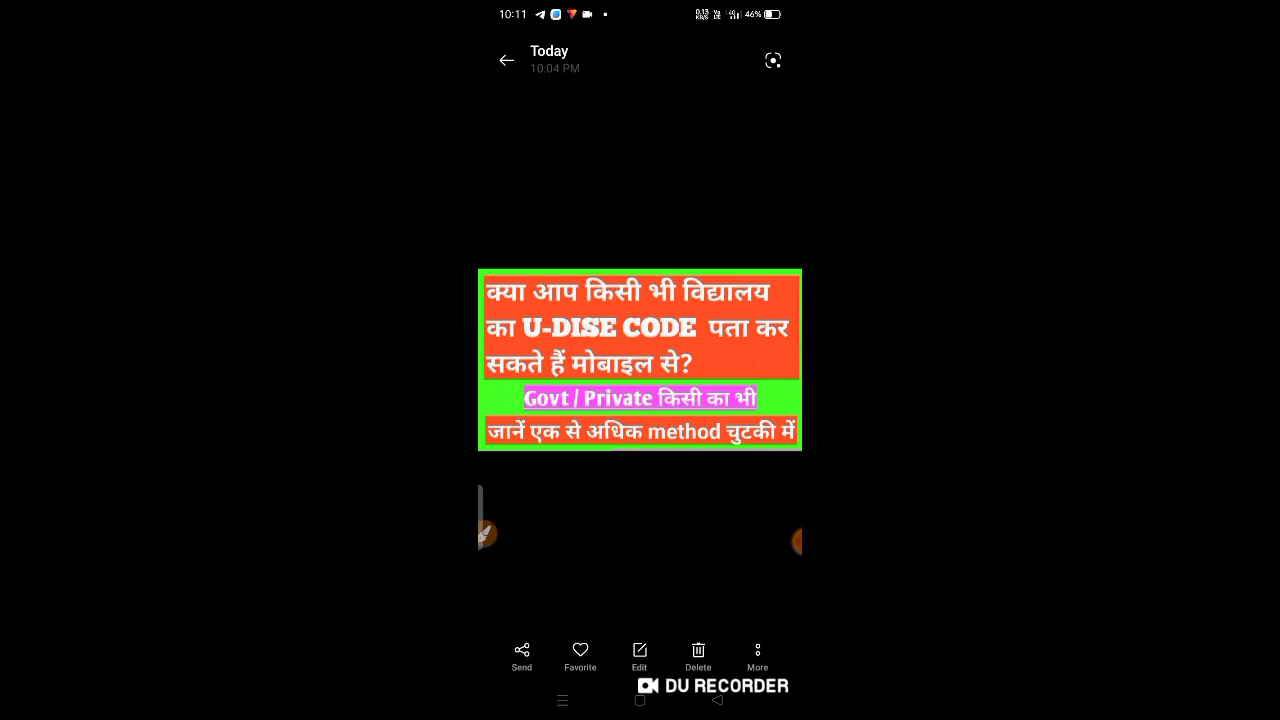 10:11 46%
Today
10:04 PM
क्या आप किसी भी विद्यालय
का U-DISE CODE पता कर
सकते हैं मोबाइल से?
Govt / Private किसी का भी
जानें एक से अधिक method चुटकी में
Send Favorite Edit Delete More
DU RECORDER